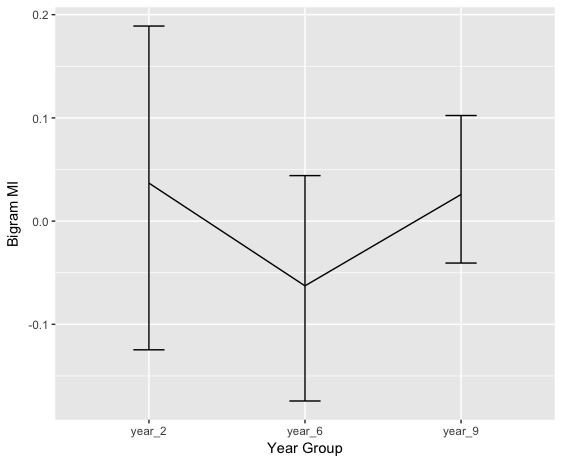 0.2
0.1
0.0
-0.1
Bigram MI
year_2 year_6 year_9
Year Group